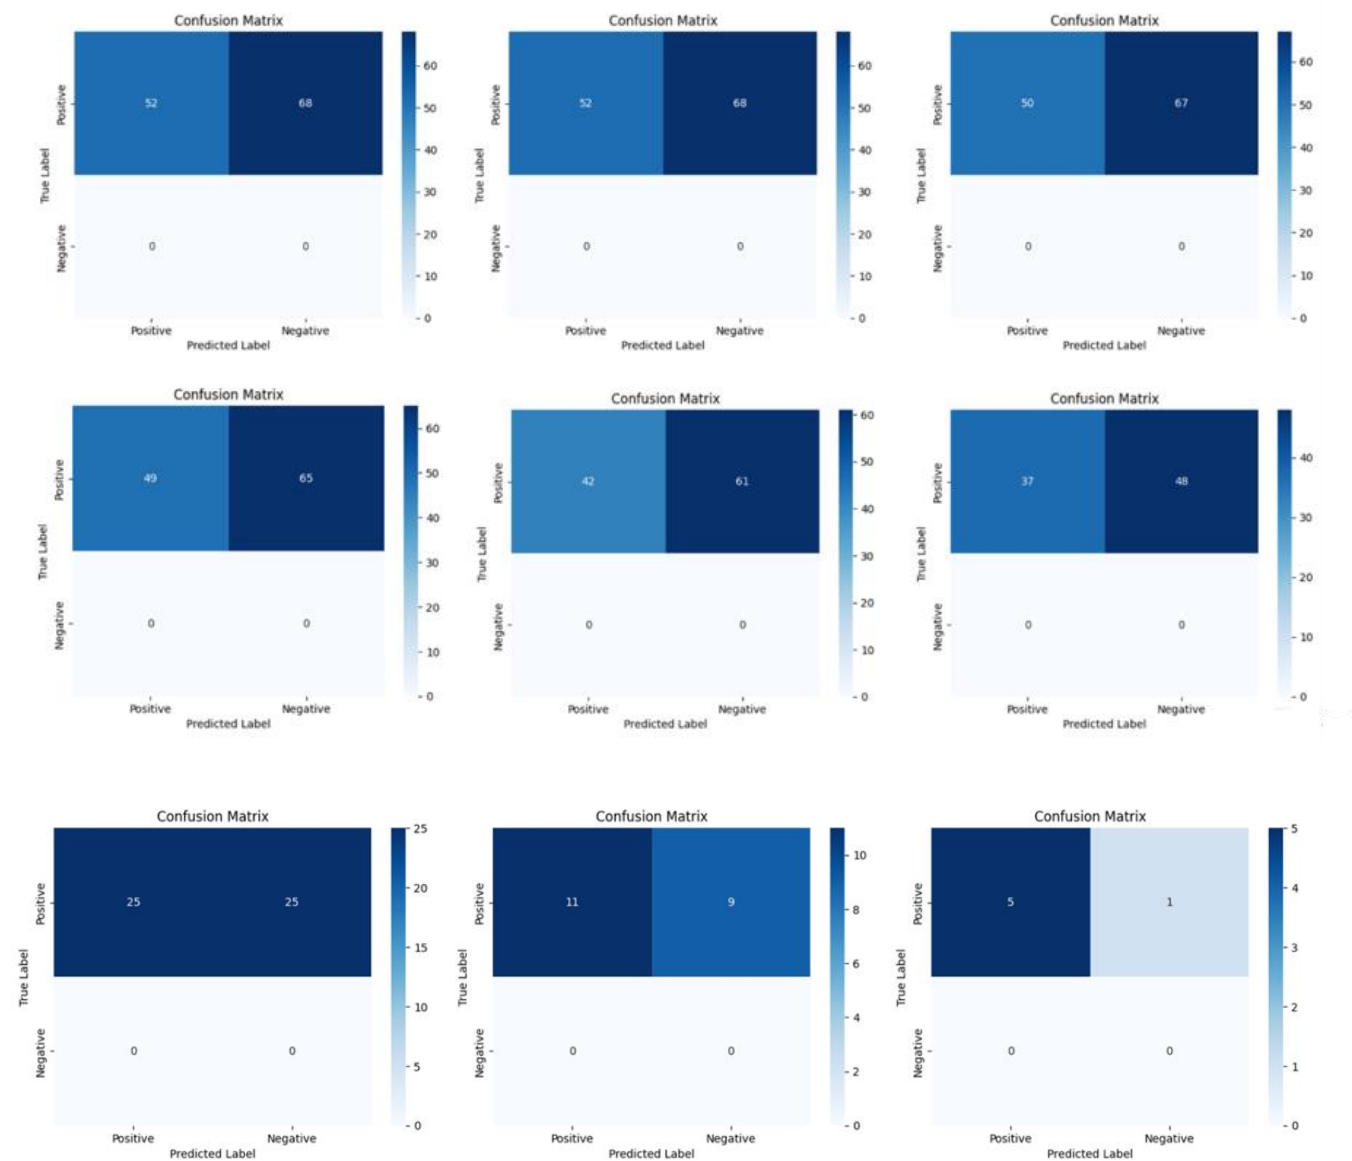 Confusion Matrix
Positive
Negative
True Label
52
68
0
0
Positive
Negative
Predicted Label
60
50
40
30
20
10
0
Confusion Matrix
Positive
Negative
True Label
52
68
0
0
Positive
Negative
Predicted Label
60
50
40
30
20
10
0
Confusion Matrix
Positive
Negative
True Label
50
67
0
0
Positive
Negative
Predicted Label
60
50
40
30
20
10
0
Confusion Matrix
Positive
Negative
True Label
49
65
0
0
Positive
Negative
Predicted Label
60
50
40
30
20
10
0
Confusion Matrix
Positive
Negative
True Label
42
61
0
0
Positive
Negative
Predicted Label
60
50
40
30
20
10
0
Confusion Matrix
Positive
Negative
True Label
37
48
0
0
Positive
Negative
Predicted Label
40
30
20
10
0
Confusion Matrix
Positive
Negative
True Label
25
25
0
0
Positive
Negative
Predicted Label
25
20
15
10
5
0
Confusion Matrix
Positive
Negative
True Label
11
9
0
0
Positive
Negative
Predicted Label
10
8
6
4
2
0
Confusion Matrix
Positive
Negative
True Label
5
1
0
0
Positive
Negative
Predicted Label
5
4
3
2
1
0